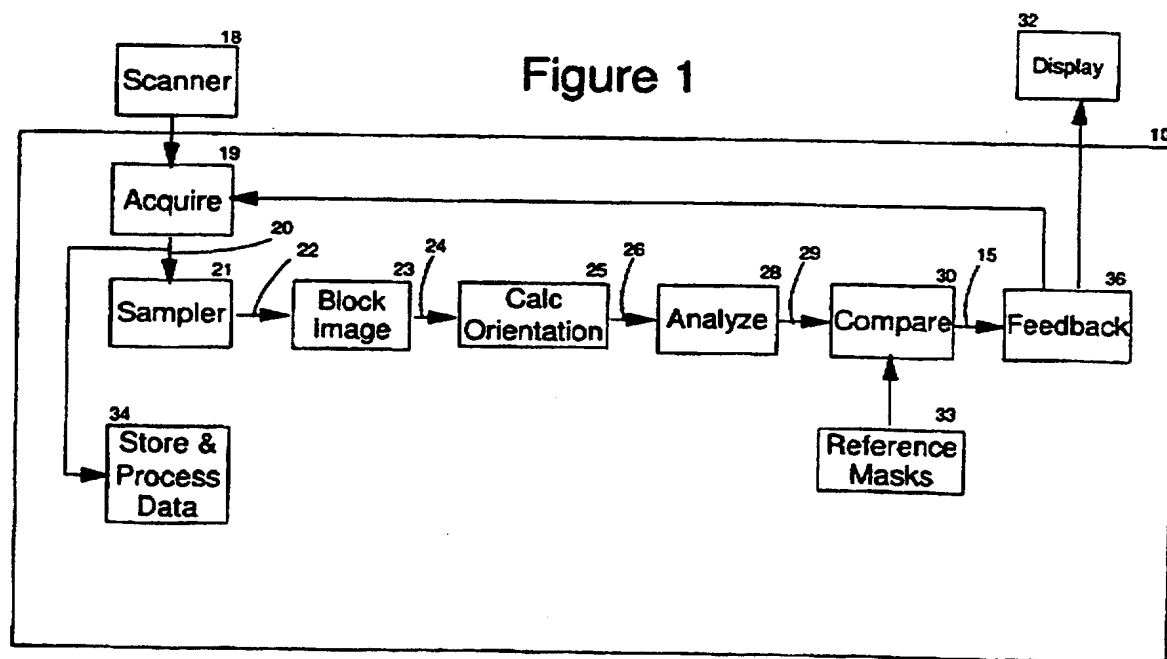 Figure 1
18
Scanner
32
Display
10
19
Acquire
20
21
Sampler
22
23
Block
Image
24
25
Calc
Orientation
26
28
Analyze
29
30
Compare
15
36
Feedback
33
Reference
Masks
34
Store &
Process
Data